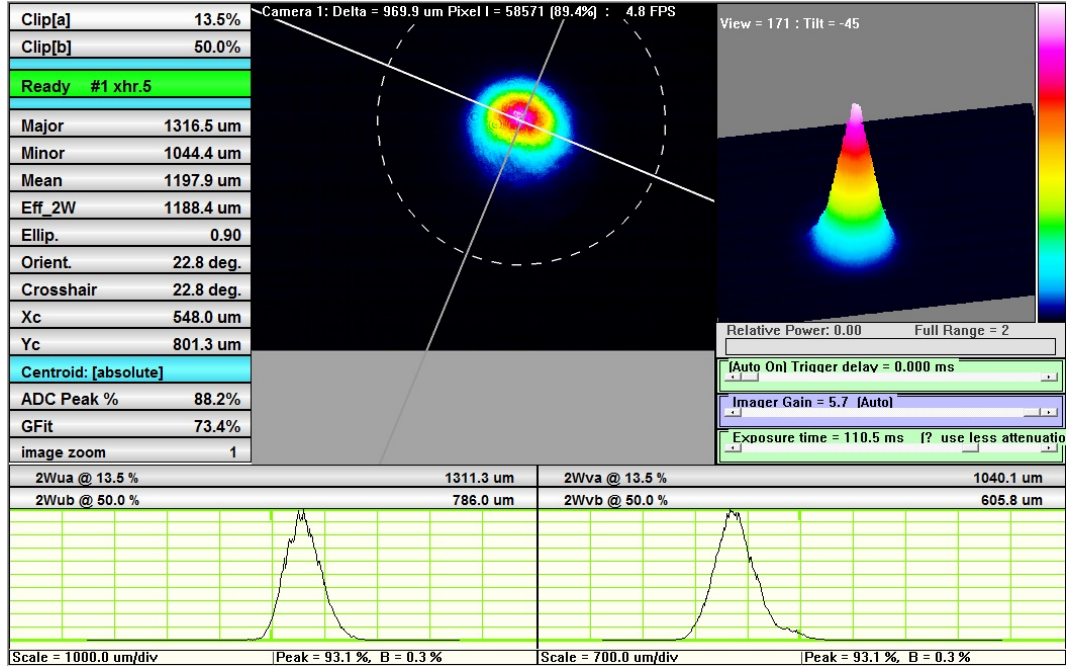 Clip[a] 13.5%
Clip[b] 50.0%
Ready #1 xhr.5
Major 1316.5 um
Minor 1044.4 um
Mean 1197.9 um
Eff_2W 1188.4 um
Ellip. 0.90
Orient. 22.8 deg.
Crosshair 22.8 deg.
Xc 548.0 um
Yc 801.3 um
Centroid: [absolute]
ADC Peak % 88.2%
GFit 73.4%
image zoom 1
Camera 1: Delta = 969.9 um Pixel I = 58571 (89.4%) : 4.8 FPS
View = 171 : Tilt = -45
Relative Power: 0.00 Full Range = 2
[Auto On] Trigger delay = 0.000 ms
Imager Gain = 5.7 [Auto]
Exposure time = 110.5 ms [? use less attenuatio
2Wua @ 13.5 % 1311.3 um
2Wub @ 50.0 % 786.0 um
2Wva @ 13.5 % 1040.1 um
2Wvb @ 50.0 % 605.8 um
Scale = 1000.0 um/div Peak = 93.1 %, B = 0.3 %
Scale = 700.0 um/div Peak = 93.1 %, B = 0.3 %